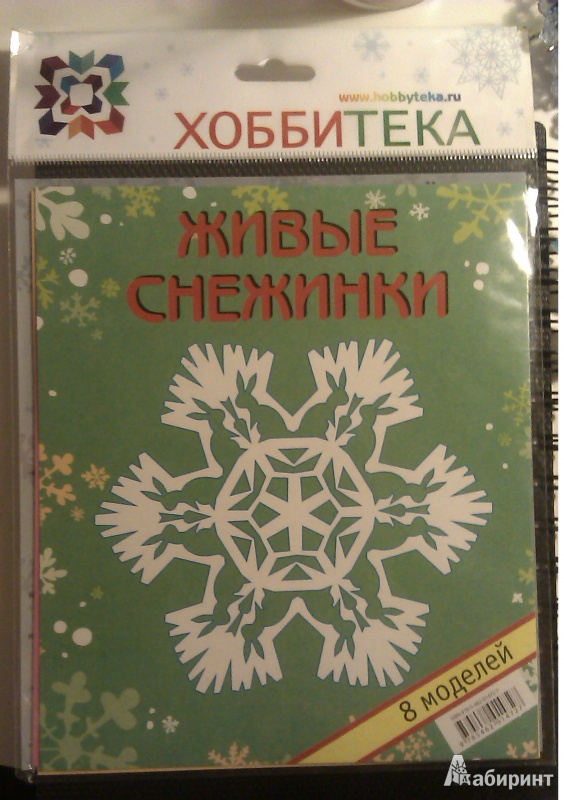 www.hobbyteka.ru
ХОББИТЕКА
ЖИВЫЕ
СНЕЖИНКИ
8 моделей
Лабиринт